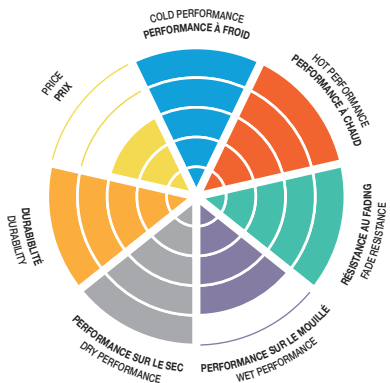 COLD PERFORMANCE
PERFORMANCE À FROID
HOT PERFORMANCE
PERFORMANCE À CHAUD
RÉSISTANCE AU FADING
FADE RESISTANCE
PERFORMANCE SUR LE MOUILLÉ
WET PERFORMANCE
PERFORMANCE SUR LE SEC
DRY PERFORMANCE
DURABIBLITÉ
DURABILITY
PRICE
PRIX